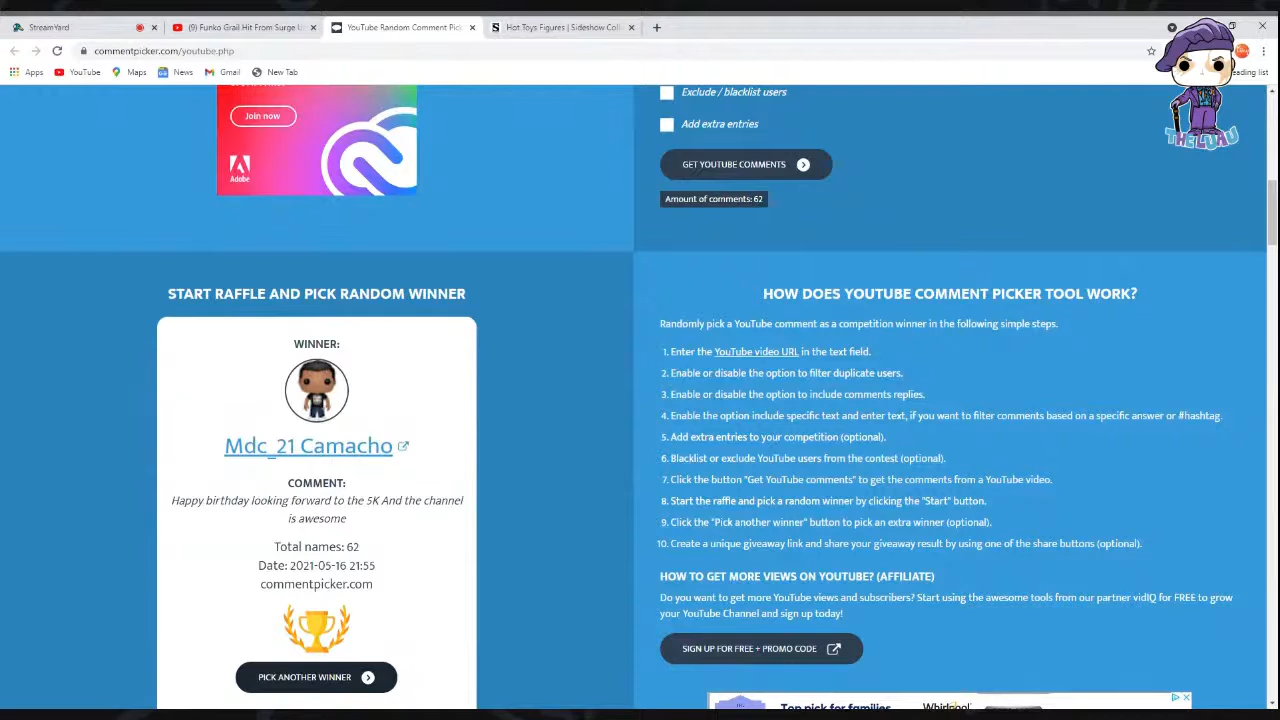 StreamYard
(9) Funko Grail Hit From Surge U
YouTube Random Comment Pic
Hot Toys Figures | Sideshow Coll
commentpicker.com/youtube.php
Apps
YouTube
Maps
News
Gmail
New Tab
eading list
THE LUAU
Join now
Adobe
Exclude / blacklist users
Add extra entries
GET YOUTUBE COMMENTS
Amount of comments: 62
START RAFFLE AND PICK RANDOM WINNER
WINNER:
Mdc_21 Camacho
COMMENT:
Happy birthday looking forward to the 5K And the channel
is awesome
Total names: 62
Date: 2021-05-16 21:55
commentpicker.com
PICK ANOTHER WINNER
HOW DOES YOUTUBE COMMENT PICKER TOOL WORK?
Randomly pick a YouTube comment as a competition winner in the following simple steps.
1. Enter the YouTube video URL in the text field.
2. Enable or disable the option to filter duplicate users.
3. Enable or disable the option to include comments replies.
4. Enable the option include specific text and enter text, if you want to filter comments based on a specific answer or #hashtag.
5. Add extra entries to your competition (optional).
6. Blacklist or exclude YouTube users from the contest (optional).
7. Click the button "Get YouTube comments" to get the comments from a YouTube video.
8. Start the raffle and pick a random winner by clicking the "Start" button.
9. Click the "Pick another winner" button to pick an extra winner (optional).
10. Create a unique giveaway link and share your giveaway result by using one of the share buttons (optional).
HOW TO GET MORE VIEWS ON YOUTUBE? (AFFILIATE)
Do you want to get more YouTube views and subscribers? Start using the awesome tools from our partner vidIQ for FREE to grow
your YouTube Channel and sign up today!
SIGN UP FOR FREE + PROMO CODE
Top pick for families
Whirlpool